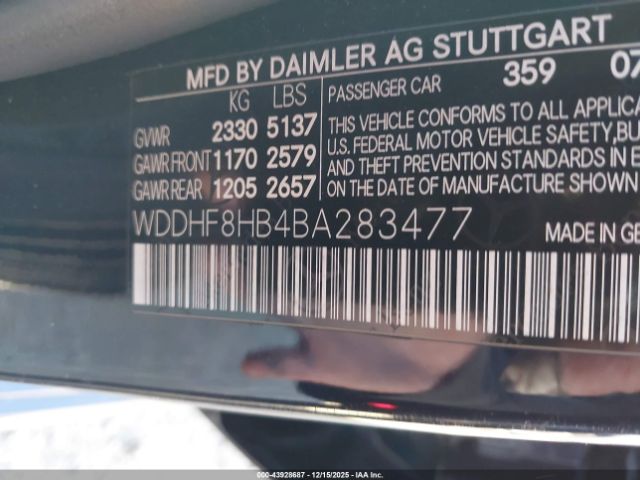 MFD BY DAIMLER AG STUTTGART
KG LBS
GVWR 2330 5137
GAWR FRONT 1170 2579
GAWR REAR 1205 2657
PASSENGER CAR 359 07
THIS VEHICLE CONFORMS TO ALL APPLICA
U.S. FEDERAL MOTOR VEHICLE SAFETY, BU
AND THEFT PREVENTION STANDARDS IN E
ON THE DATE OF MANUFACTURE SHOWN
WDDHF8HB4BA283477
MADE IN GE
000-43928687 - 12/15/2025 - IAA Inc.